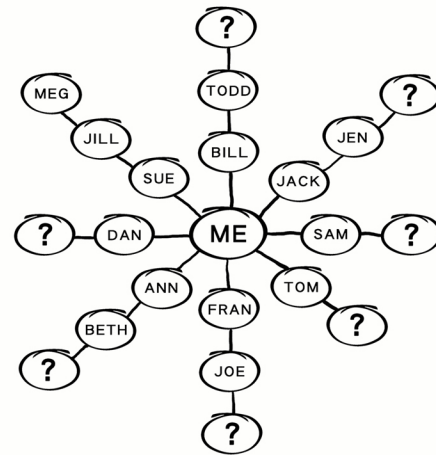 ?
MEG
TODD
?
JILL
JEN
BILL
SUE
JACK
?
DAN
ME
SAM
?
ANN
TOM
FRAN
BETH
?
?
JOE
?